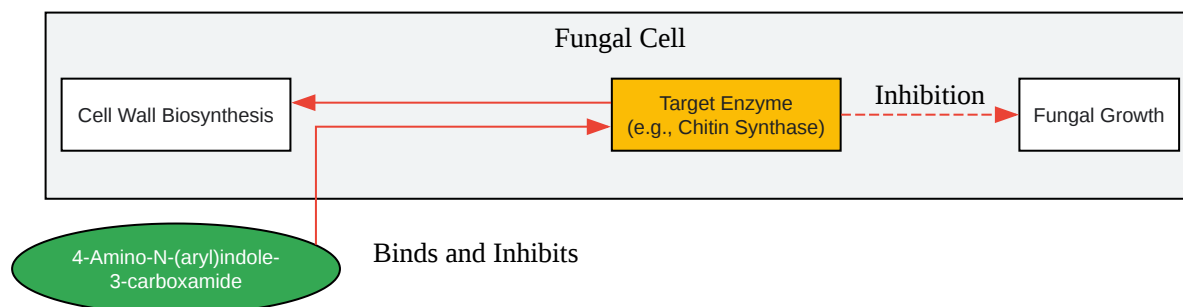 Fungal Cell
Cell Wall Biosynthesis
Target Enzyme
(e.g., Chitin Synthase)
Inhibition
Fungal Growth
4-Amino-N-(aryl)indole-
3-carboxamide
Binds and Inhibits